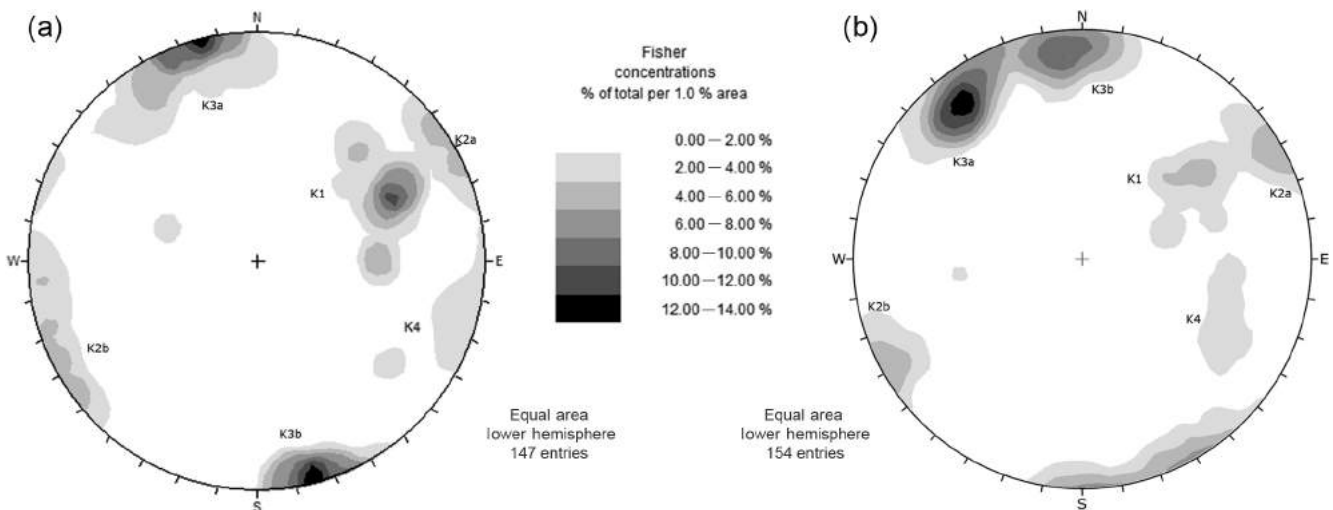 (a)
N
K3a
K2a
K1
W
E
K4
K2b
K3b
S
Fisher
concentrations
% of total per 1.0 % area
0.00—2.00 %
2.00—4.00 %
4.00—6.00 %
6.00—8.00 %
8.00—10.00 %
10.00—12.00 %
12.00—14.00 %
Equal area
lower hemisphere
147 entries
(b)
N
K3b
K3a
K1
K2a
W
E
K2b
K4
S
Equal area
lower hemisphere
154 entries